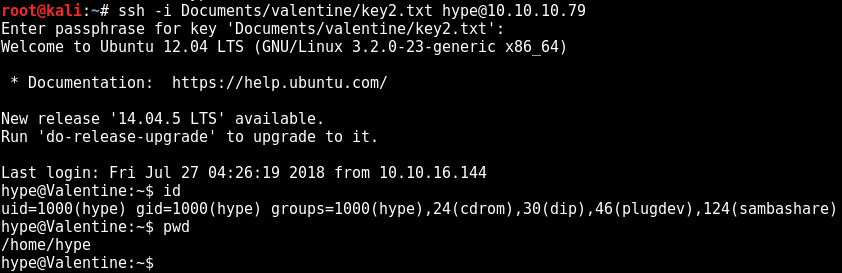 root@kali:~# ssh -i Documents/valentine/key2.txt hype@10.10.10.79
Enter passphrase for key 'Documents/valentine/key2.txt':
Welcome to Ubuntu 12.04 LTS (GNU/Linux 3.2.0-23-generic x86_64)
 * Documentation:  https://help.ubuntu.com/
New release '14.04.5 LTS' available.
Run 'do-release-upgrade' to upgrade to it.
Last login: Fri Jul 27 04:26:19 2018 from 10.10.16.144
hype@Valentine:~$ id
uid=1000(hype) gid=1000(hype) groups=1000(hype),24(cdrom),30(dip),46(plugdev),124(sambashare)
hype@Valentine:~$ pwd
/home/hype
hype@Valentine:~$